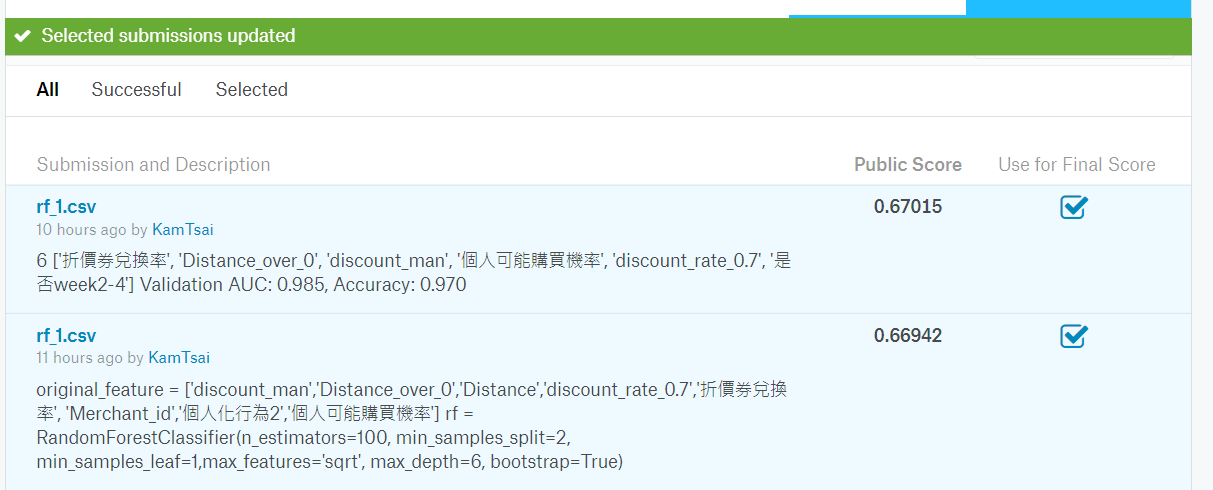 Selected submissions updated
All Successful Selected
Submission and Description Public Score Use for Final Score
rf_1.csv 0.67015
10 hours ago by KamTsai
6 ['折價券兌換率', 'Distance_over_0', 'discount_man', '個人可能購買機率', 'discount_rate_0.7', '是
否week2-4'] Validation AUC: 0.985, Accuracy: 0.970
rf_1.csv 0.66942
11 hours ago by KamTsai
original_feature = ['discount_man','Distance_over_0','Distance','discount_rate_0.7','折價券兌換
率', 'Merchant_id','個人化行為2','個人可能購買機率'] rf =
RandomForestClassifier(n_estimators=100, min_samples_split=2,
min_samples_leaf=1,max_features='sqrt', max_depth=6, bootstrap=True)